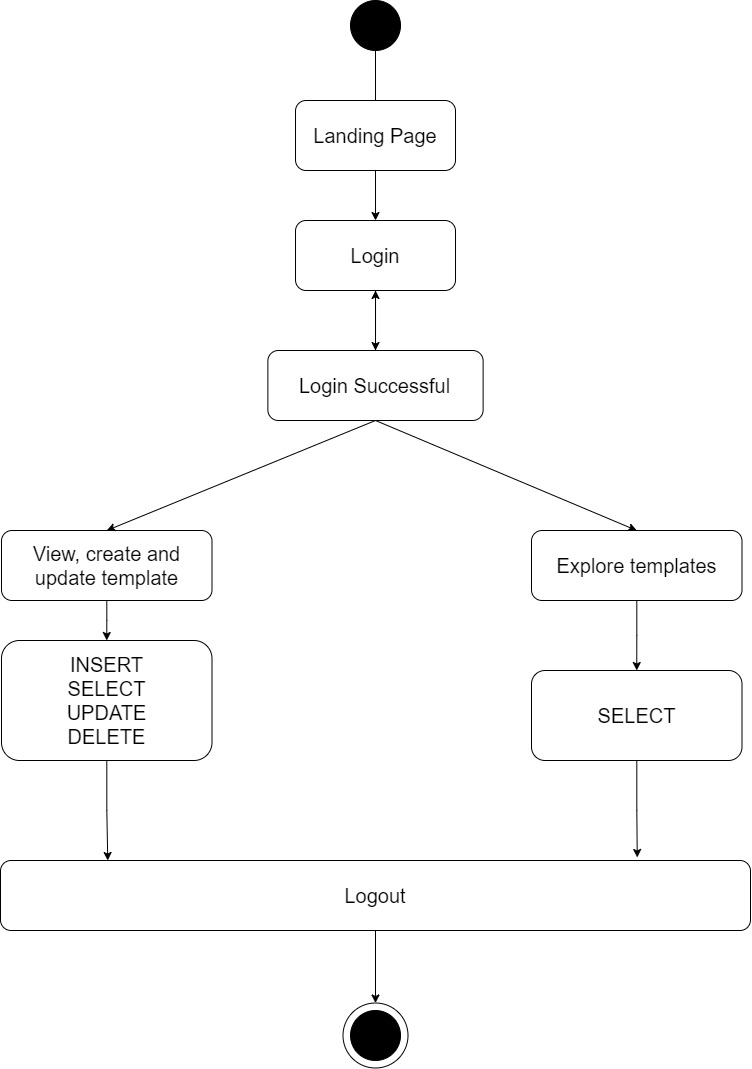 Landing Page
Login
Login Successful
View, create and
update template
Explore templates
INSERT
SELECT
UPDATE
DELETE
SELECT
Logout